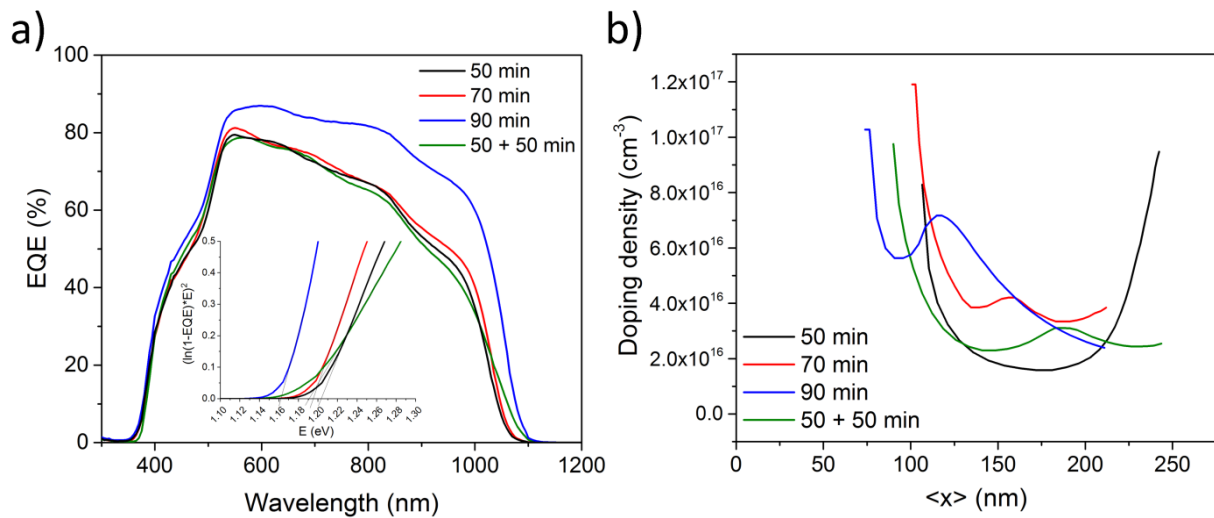 a)
100
80
60
40
20
0
EQE (%)
400 600 800 1000 1200
Wavelength (nm)
50 min
70 min
90 min
50 + 50 min
0.5
0.4
0.3
0.2
0.1
0.0
(ln(1-EQE)*E)²
1.10 1.12 1.14 1.16 1.18 1.20 1.22 1.24 1.26 1.28 1.30
E (eV)
b)
1.2x10¹⁷
1.0x10¹⁷
8.0x10¹⁶
6.0x10¹⁶
4.0x10¹⁶
2.0x10¹⁶
0.0
Doping density (cm⁻³)
50 min
70 min
90 min
50 + 50 min
0 50 100 150 200 250
<x> (nm)